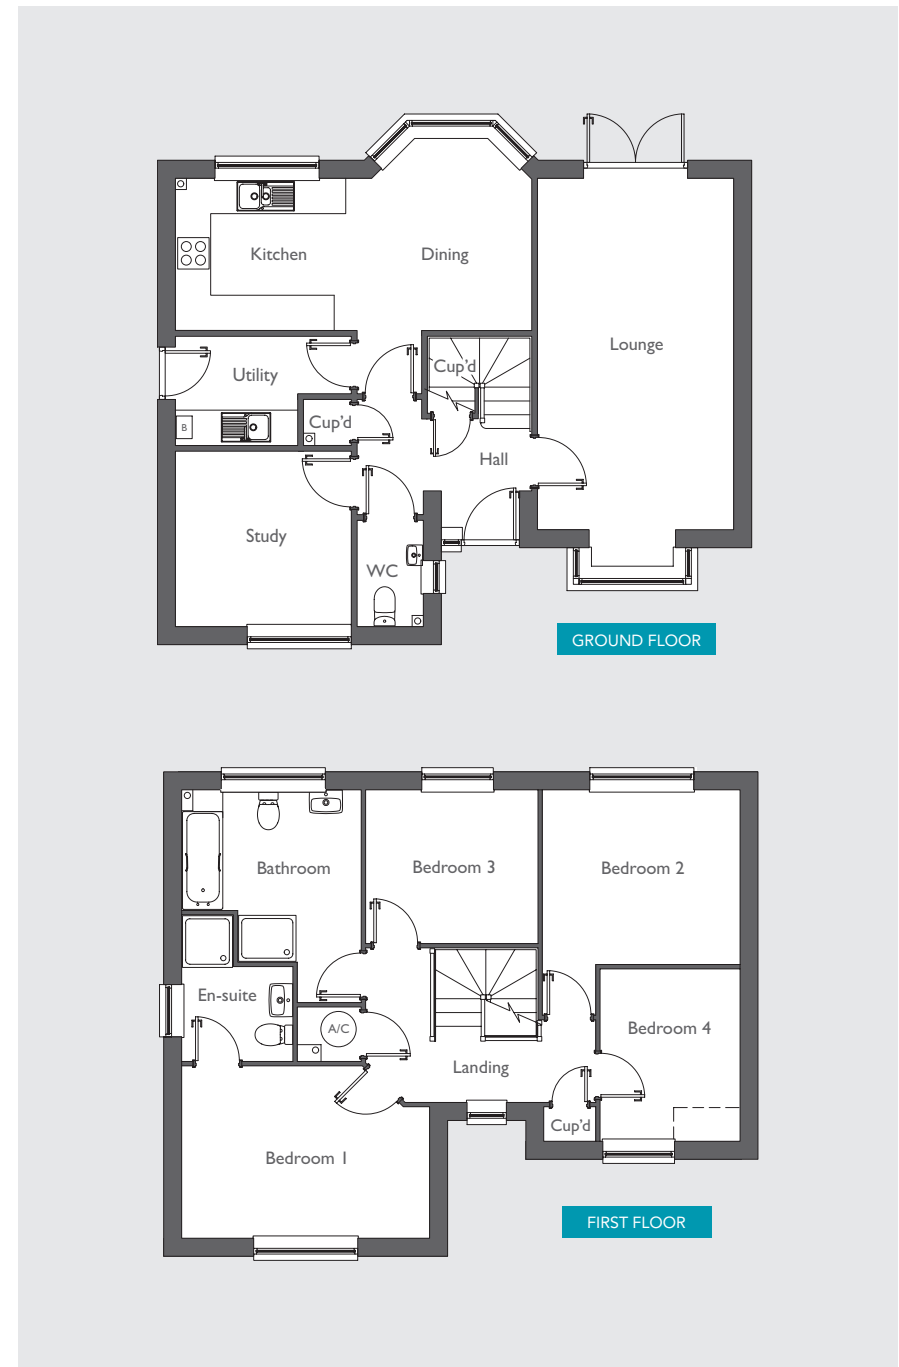 Kitchen
Dining
Lounge
Utility
Cup'd
B
Cup'd
Hall
Study
WC
GROUND FLOOR
Bathroom
Bedroom 3
Bedroom 2
En-suite
A/C
Bedroom 4
Landing
Cup'd
Bedroom 1
FIRST FLOOR